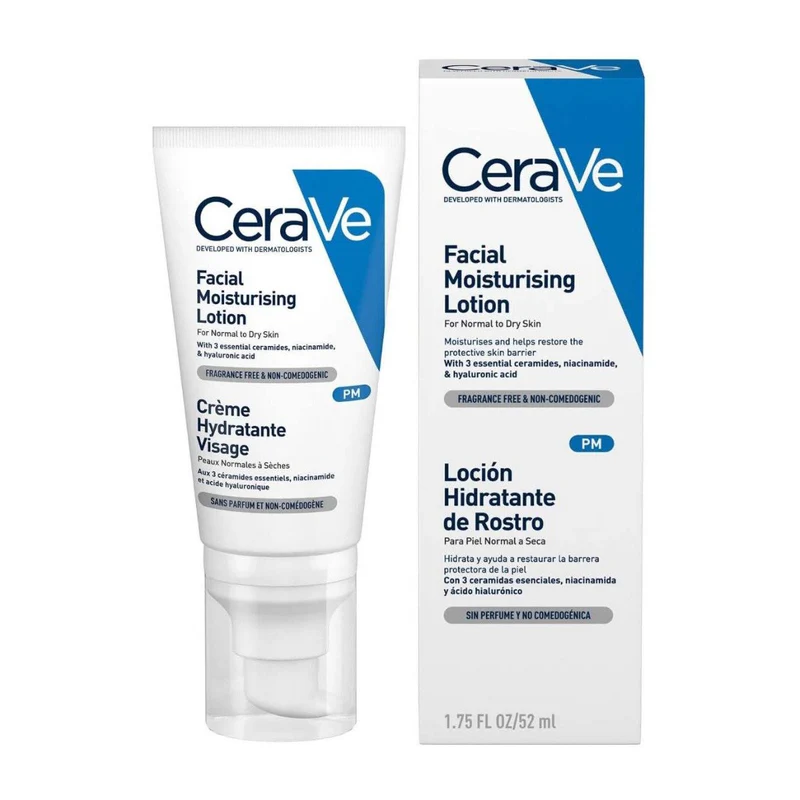 CeraVe
DEVELOPED WITH DERMATOLOGISTS
Facial
Moisturising
Lotion
For Normal to Dry Skin
With 3 essential ceramides, niacinamide,
& hyaluronic acid
FRAGRANCE FREE & NON-COMEDOGENIC
PM
Crème
Hydratante
Visage
Peaux Normales à Sèches
Aux 3 céramides essentiels, niacinamide
et acide hyaluronique
SANS PARFUM ET NON-COMÉDOGÈNE
CeraVe
DEVELOPED WITH DERMATOLOGISTS
CeraVe
DEVELOPED WITH DERMATOLOGISTS
Facial
Moisturising
Lotion
For Normal to Dry Skin
Moisturises and helps restore the
protective skin barrier
With 3 essential ceramides, niacinamide,
& hyaluronic acid
FRAGRANCE FREE & NON-COMEDOGENIC
PM
Loción
Hidratante
de Rostro
Para Piel Normal a Seca
Hidrata y ayuda a restaurar la barrera
protectora de la piel
Con 3 ceramidas esenciales, niacinamida
y ácido hialurónico
SIN PERFUME Y NO COMEDOGÉNICA
1.75 FL OZ/52 ml